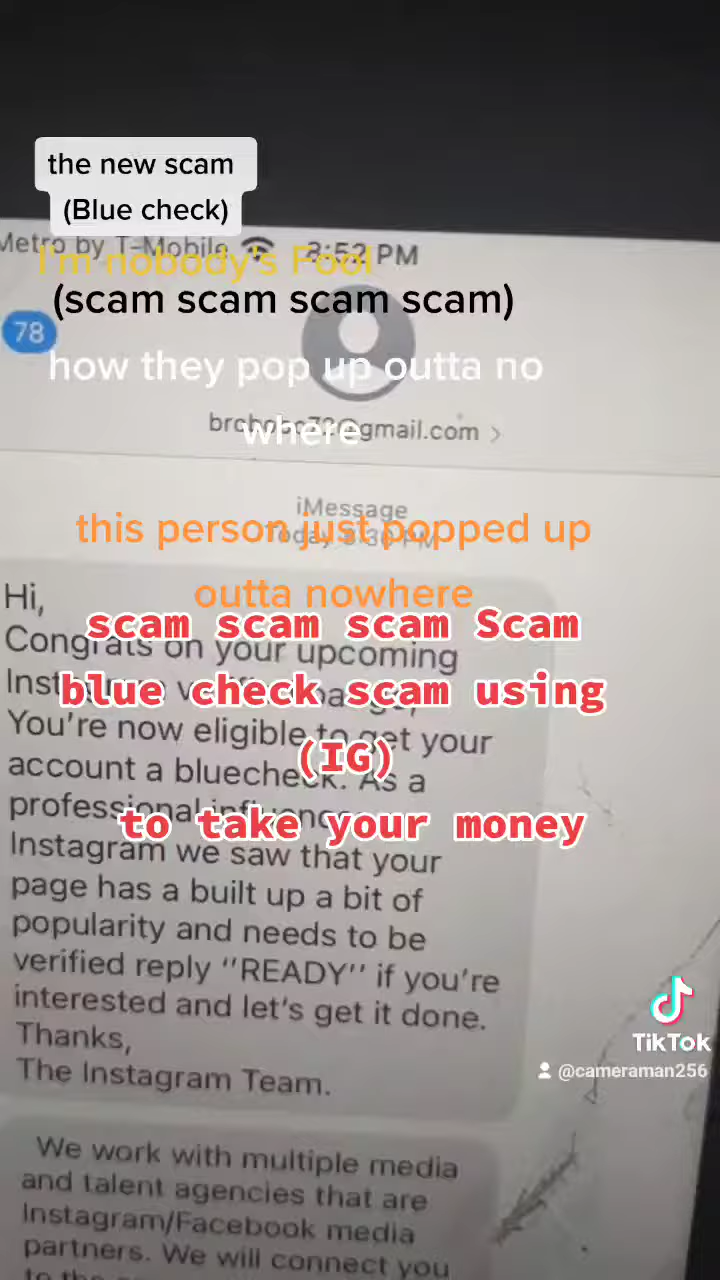 the new scam
(Blue check)
Metro by T-Mobile 8:52 PM
I'm nobody's Fool
(scam scam scam scam)
78
how they pop up outta no
where
gmail.com >
iMessage
Today
this person just popped up
outta nowhere
Hi,
scam scam scam Scam
Congrats on your upcoming
blue check scam using
You're now eligible to get your
(IG)
account a bluecheck. As a
professional
to take your money
Instagram we saw that your
page has a built up a bit of
popularity and needs to be
verified reply "READY" if you're
interested and let's get it done.
Thanks,
The Instagram Team.
TikTok
@cameraman256
We work with multiple media
and talent agencies that are
Instagram/Facebook media
partners. We will connect you